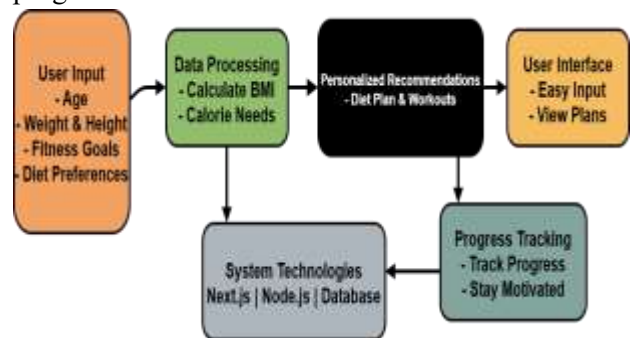 User Input
- Age
- Weight & Height
- Fitness Goals
- Diet Preferences
Data Processing
- Calculate BMI
- Calorie Needs
Personalized Recommendations
- Diet Plan & Workouts
User Interface
- Easy Input
- View Plans
System Technologies
Next.js | Node.js | Database
Progress Tracking
- Track Progress
- Stay Motivated